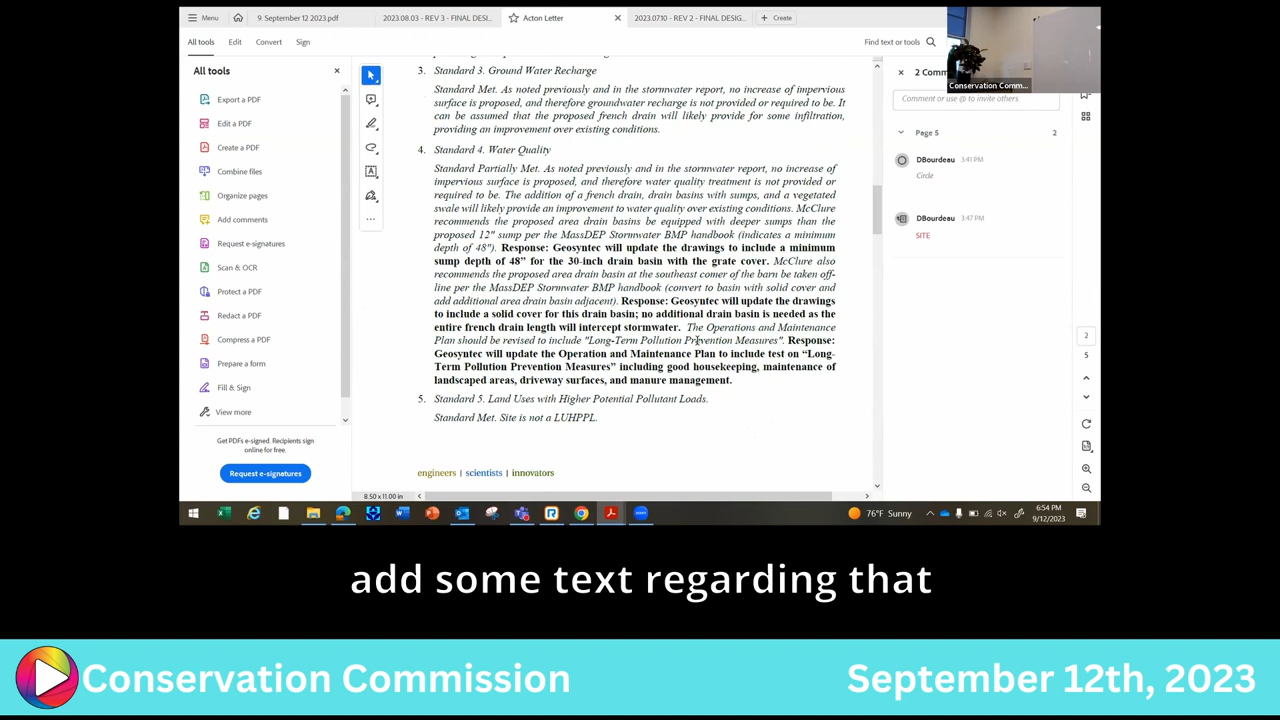 Menu
9. September 12 2023.pdf
2023.08.03 - REV 3 - FINAL DESI...
Acton Letter
2023.0710 - REV 2 - FINAL DESIG...
Create
All tools
Edit
Convert
Sign
Find text or tools
All tools
Export a PDF
Edit a PDF
Create a PDF
Combine files
Organize pages
Add comments
Request e-signatures
Scan & OCR
Protect a PDF
Redact a PDF
Compress a PDF
Prepare a form
Fill & Sign
View more
Get PDFs e-signed. Recipients sign
online for free.
Request e-signatures
3. Standard 3. Ground Water Recharge
Standard Met. As noted previously and in the stormwater report, no increase of impervious
surface is proposed, and therefore groundwater recharge is not provided or required to be. It
can be assumed that the proposed french drain will likely provide for some infiltration,
providing an improvement over existing conditions.
4. Standard 4. Water Quality
Standard Partially Met. As noted previously and in the stormwater report, no increase of
impervious surface is proposed, and therefore water quality treatment is not provided or
required to be. The addition of a french drain, drain basins with sumps, and a vegetated
swale will likely provide an improvement to water quality over existing conditions. McClure
recommends the proposed area drain basins be equipped with deeper sumps than the
proposed 12" sump per the MassDEP Stormwater BMP handbook (indicates a minimum
depth of 48"). Response: Geosyntec will update the drawings to include a minimum
sump depth of 48” for the 30-inch drain basin with the grate cover. McClure also
recommends the proposed area drain basin at the southeast comer of the barn be taken off-
line per the MassDEP Stormwater BMP handbook (convert to basin with solid cover and
add additional area drain basin adjacent). Response: Geosyntec will update the drawings
to include a solid cover for this drain basin; no additional drain basin is needed as the
entire french drain length will intercept stormwater. The Operations and Maintenance
Plan should be revised to include "Long-Term Pollution Prevention Measures". Response:
Geosyntec will update the Operation and Maintenance Plan to include test on “Long-
Term Pollution Prevention Measures” including good housekeeping, maintenance of
landscaped areas, driveway surfaces, and manure management.
5. Standard 5. Land Uses with Higher Potential Pollutant Loads.
Standard Met. Site is not a LUHPPL.
engineers | scientists | innovators
8.50 x 11.00 in
2 Comm
Conservation Comm...
Comment or use @ to invite others
Page 5
2
DBourdeau 3:41 PM
Circle
DBourdeau 3:47 PM
SITE
2
5
76°F Sunny
6:54 PM
9/12/2023
add some text regarding that
Conservation Commission
September 12th, 2023